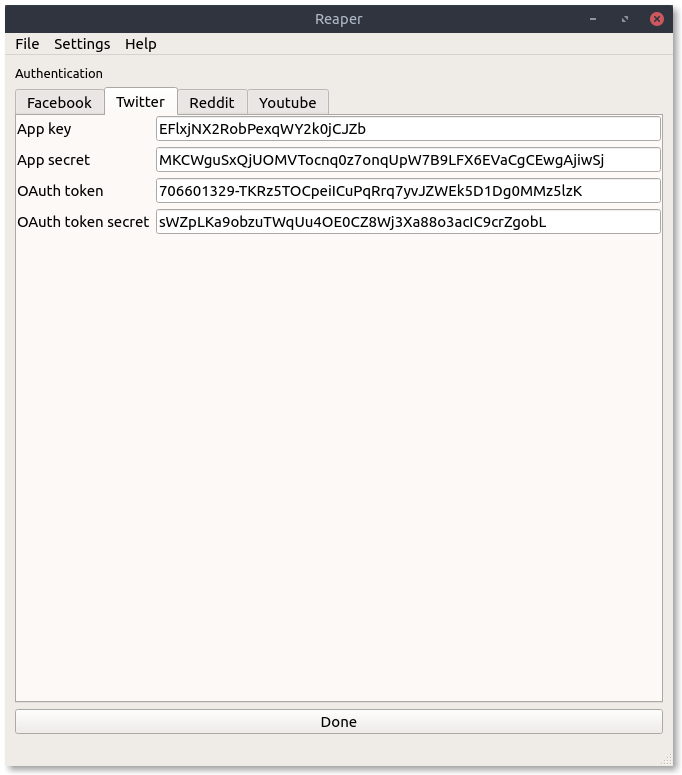 Reaper
File Settings Help
Authentication
Facebook Twitter Reddit Youtube
App key EFlxjNX2RobPexqWY2k0jCJZb
App secret MKCWguSxQjUOMVTocnq0z7onqUpW7B9LFX6EVaCgCEwgAjiwSj
OAuth token 706601329-TKRz5TOCpeiICuPqRrq7yvJZWEk5D1Dg0MMz5lzK
OAuth token secret sWZpLKa9obzuTWqUu4OE0CZ8Wj3Xa88o3acIC9crZgobL
Done